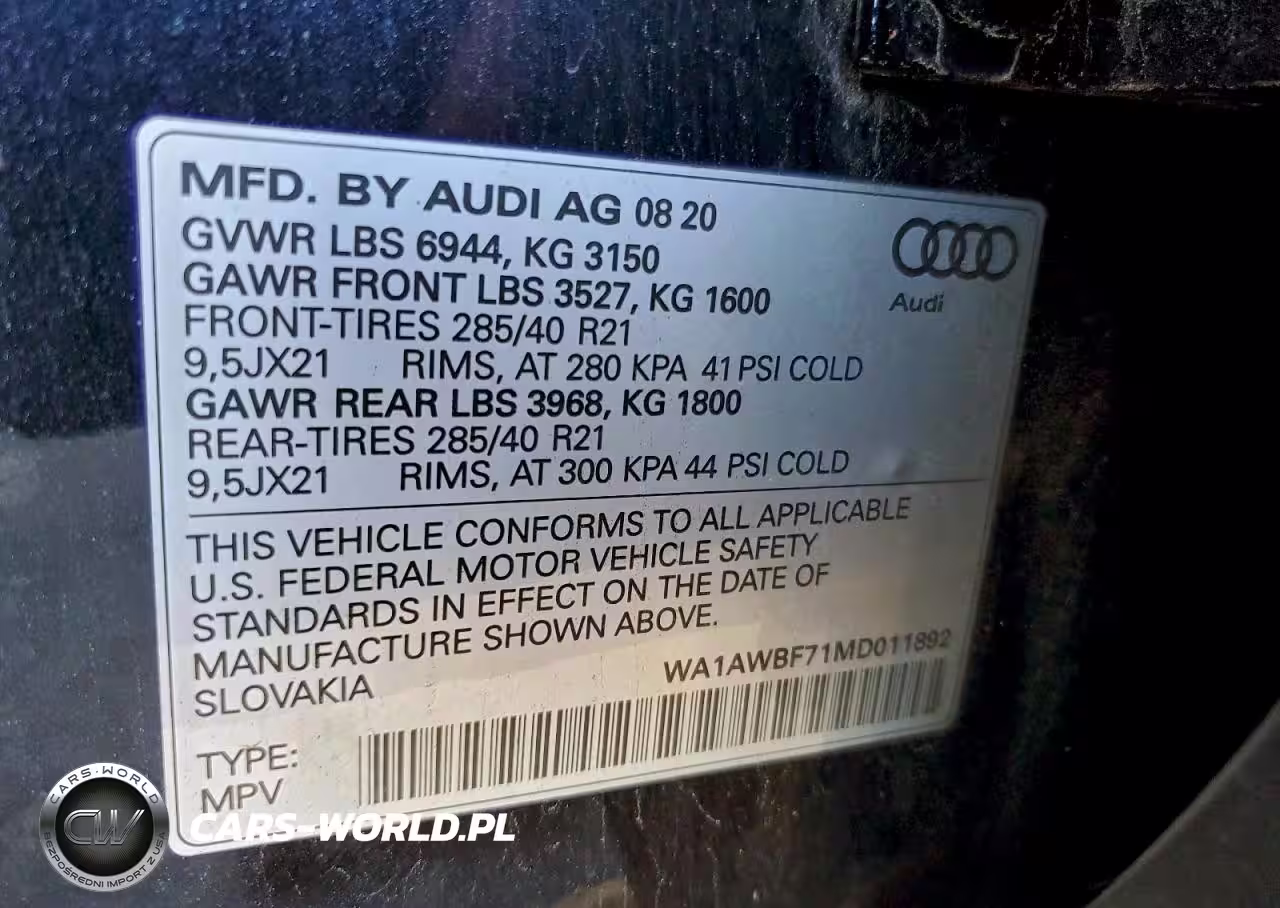 MFD. BY AUDI AG 08 20
GVWR LBS 6944, KG 3150
GAWR FRONT LBS 3527, KG 1600
FRONT-TIRES 285/40 R21
9,5JX21 RIMS, AT 280 KPA 41 PSI COLD
GAWR REAR LBS 3968, KG 1800
REAR-TIRES 285/40 R21
9,5JX21 RIMS, AT 300 KPA 44 PSI COLD
Audi
THIS VEHICLE CONFORMS TO ALL APPLICABLE
U.S. FEDERAL MOTOR VEHICLE SAFETY
STANDARDS IN EFFECT ON THE DATE OF
MANUFACTURE SHOWN ABOVE.
SLOVAKIA
WA1AWBF71MD011892
TYPE:
MPV
CARS-WORLD
CW
BEZPOŚREDNI IMPORT Z USA
CARS-WORLD.PL